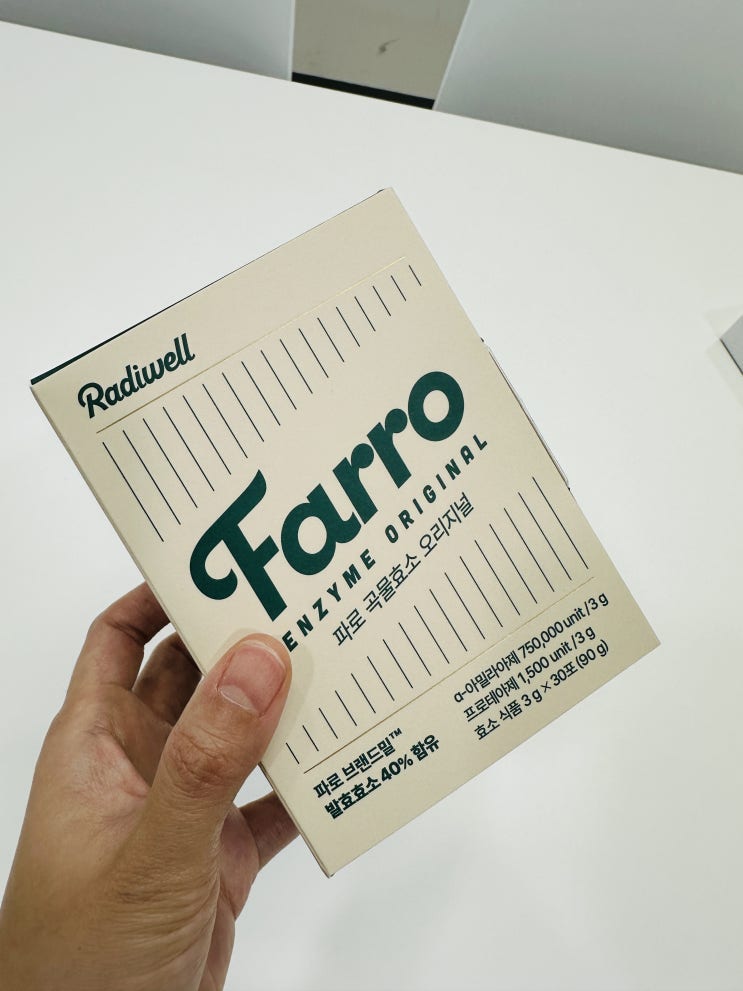 Radiwell
Farro
ENZYME ORIGINAL
파로 곡물효소 오리지널
파로 브랜드밀™
발효효소 40% 함유
α-아밀라아제 750,000 unit / 3 g
프로테아제 1,500 unit / 3 g
효소 식품 3 g × 30포 (90 g)